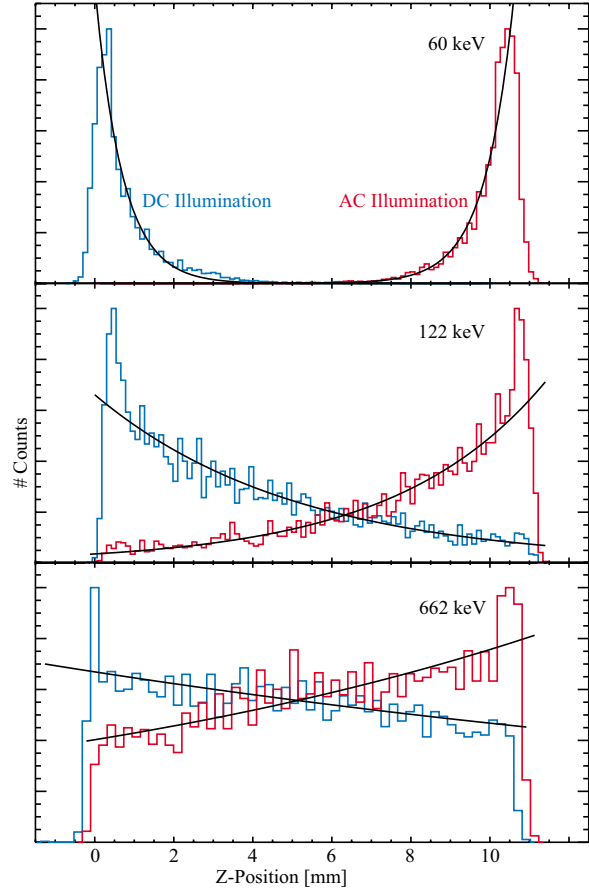 60 keV
DC Illumination
AC Illumination
122 keV
# Counts
662 keV
0 2 4 6 8 10
Z-Position [mm]